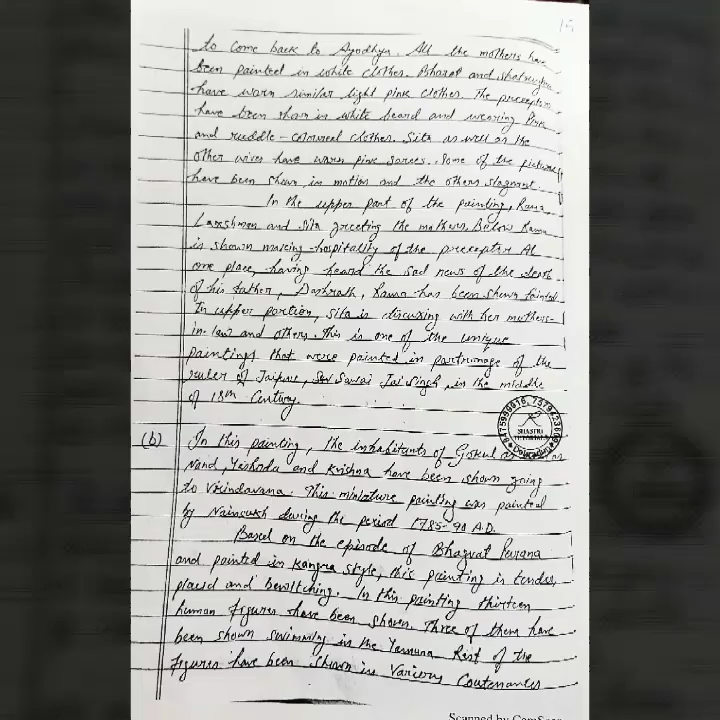 15
to come back to Ayodhya. All the mothers have
been painted in white clothes. Bharat and
have warn similar light pink clothes. The preceptors
have been shown in white beard and wearing Pink
and ruddle-coloured clothes. Sita as well as the
other wives have warn pink sarees. Some of the pictures
have been shown in motion and the others stagnant.
In the upper part of the painting, Rama,
Laxshman and Sita greeting the mothers. Below Rama
is shown making hospitality of the preceptor At
one place, having heard the sad news of the death
of his father, Dashrath, Rama has been shown fainted
In upper portion, Sita is discussing with her mothers-
in-law and others. This is one of the unique
paintings that were painted in partronage of the
ruler of Jaipur, Sawai Jai Singh, in the middle
of 18th Century.
SHASTRI
(b) In this painting, the inhabitants of Gokul
Nand, Yashoda and Krishna have been shown going
to Vrindavana. This miniature painting was painted
by Nainsukh during the period 1785-90 A.D.
Based on the episode of Bhagvat Purana
and painted in Kangra style, this painting is tender,
placid and bewitching. In this painting thirteen
human figures have been shown. Three of them have
been shown swimming in the Yamuna Rest of the
figures have been shown in Various Coutenances
Scanned by